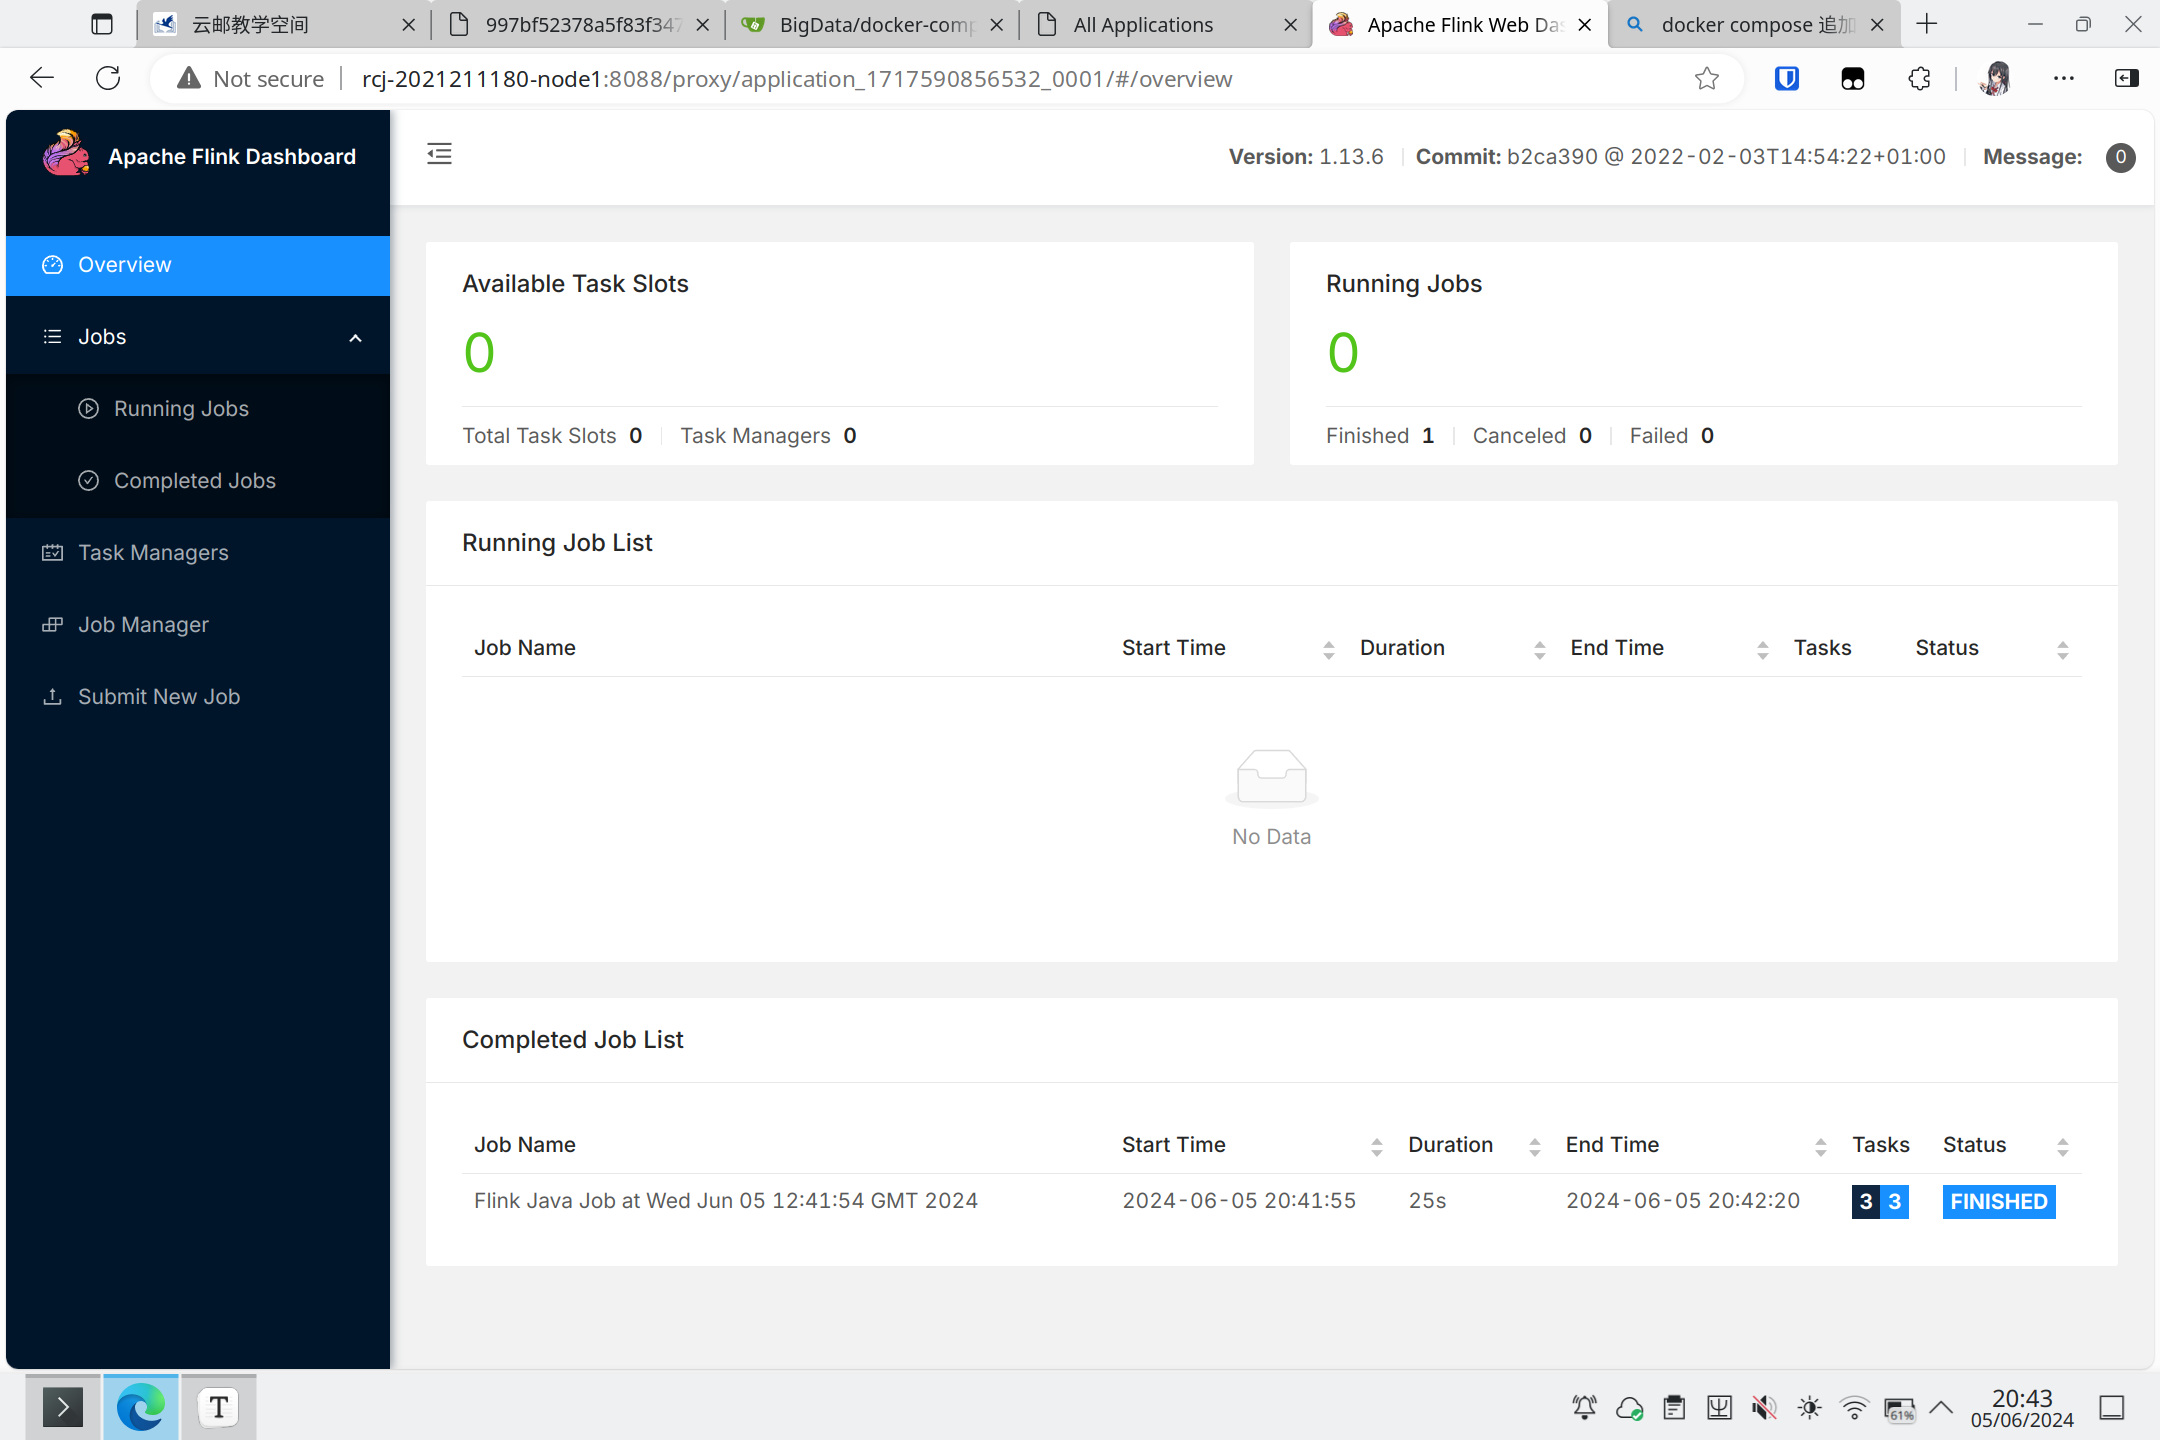 云邮教学空间
997bf52378a5f83f347
BigData/docker-comp
All Applications
Apache Flink Web Das
docker compose 追加
Not secure
rcj-2021211180-node1:8088/proxy/application_1717590856532_0001/#/overview
Apache Flink Dashboard
Version: 1.13.6
Commit: b2ca390 @ 2022-02-03T14:54:22+01:00
Message: 0
Overview
Jobs
Running Jobs
Completed Jobs
Task Managers
Job Manager
Submit New Job
Available Task Slots
0
Total Task Slots 0
Task Managers 0
Running Jobs
0
Finished 1
Canceled 0
Failed 0
Running Job List
Job Name Start Time Duration End Time Tasks Status
No Data
Completed Job List
Job Name Start Time Duration End Time Tasks Status
Flink Java Job at Wed Jun 05 12:41:54 GMT 2024 2024-06-05 20:41:55 25s 2024-06-05 20:42:20 3 3 FINISHED
T
61%
20:43
05/06/2024